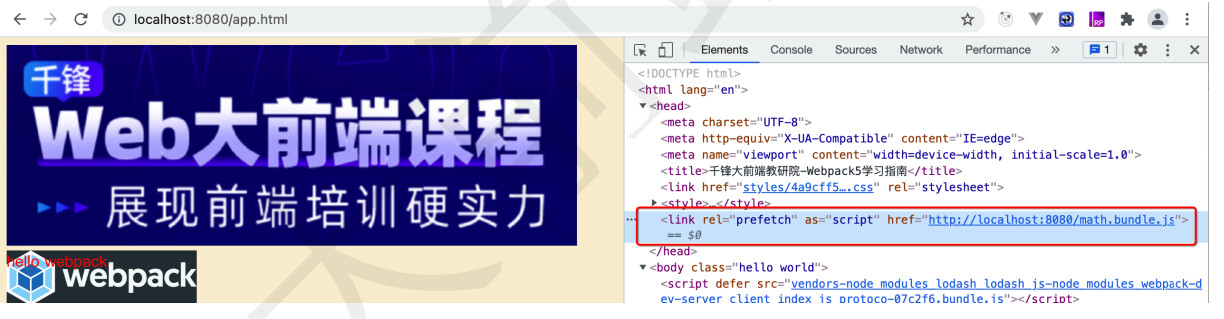 localhost:8080/app.html
千锋
Web大前端课程
展现前端培训硬实力
hello webpack
webpack
Elements Console Sources Network Performance » 1
<!DOCTYPE html>
<html lang="en">
▼<head>
<meta charset="UTF-8">
<meta http-equiv="X-UA-Compatible" content="IE=edge">
<meta name="viewport" content="width=device-width, initial-scale=1.0">
<title>千锋大前端教研院-Webpack5学习指南</title>
<link href="styles/4a9cff5….css" rel="stylesheet">
▶<style>…</style>
<link rel="prefetch" as="script" href="http://localhost:8080/math.bundle.js">
== $0
</head>
▼<body class="hello world">
<script defer src="vendors-node_modules_lodash_lodash_js-node_modules_webpack-d
ev-server_client_index_js_protoco-07c2f6.bundle.js"></script>